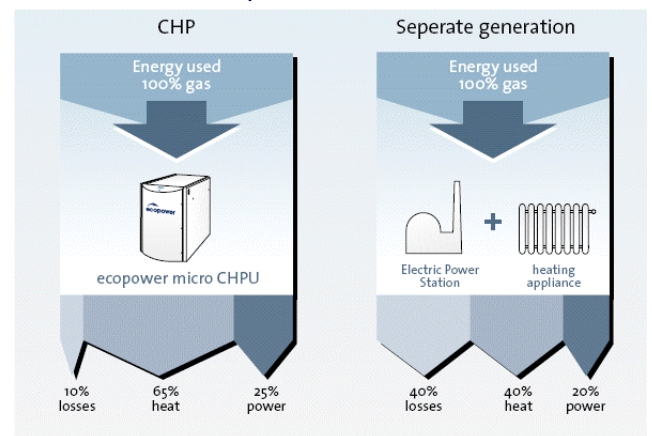 CHP
Energy used
100% gas
ecopower
ecopower micro CHPU
10%
losses
65%
heat
25%
power
Seperate generation
Energy used
100% gas
+
Electric Power
Station
heating
appliance
40%
losses
40%
heat
20%
power